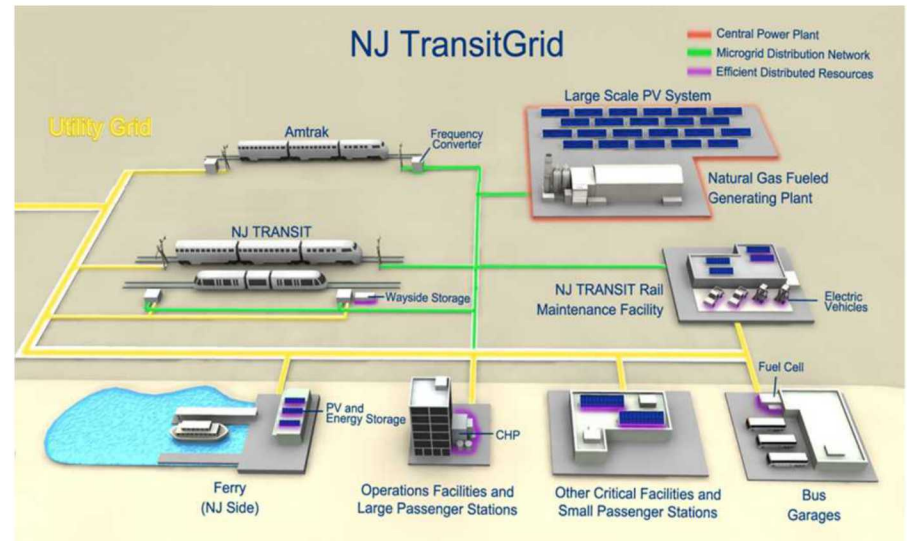 NJ TransitGrid
Central Power Plant
Microgrid Distribution Network
Efficient Distributed Resources
Large Scale PV System
Utility Grid
Amtrak
Frequency
Converter
Natural Gas Fueled
Generating Plant
NJ TRANSIT
Wayside Storage
NJ TRANSIT Rail
Maintenance Facility
Electric
Vehicles
Fuel Cell
PV and
Energy Storage
CHP
Ferry
(NJ Side)
Operations Facilities and
Large Passenger Stations
Other Critical Facilities and
Small Passenger Stations
Bus
Garages